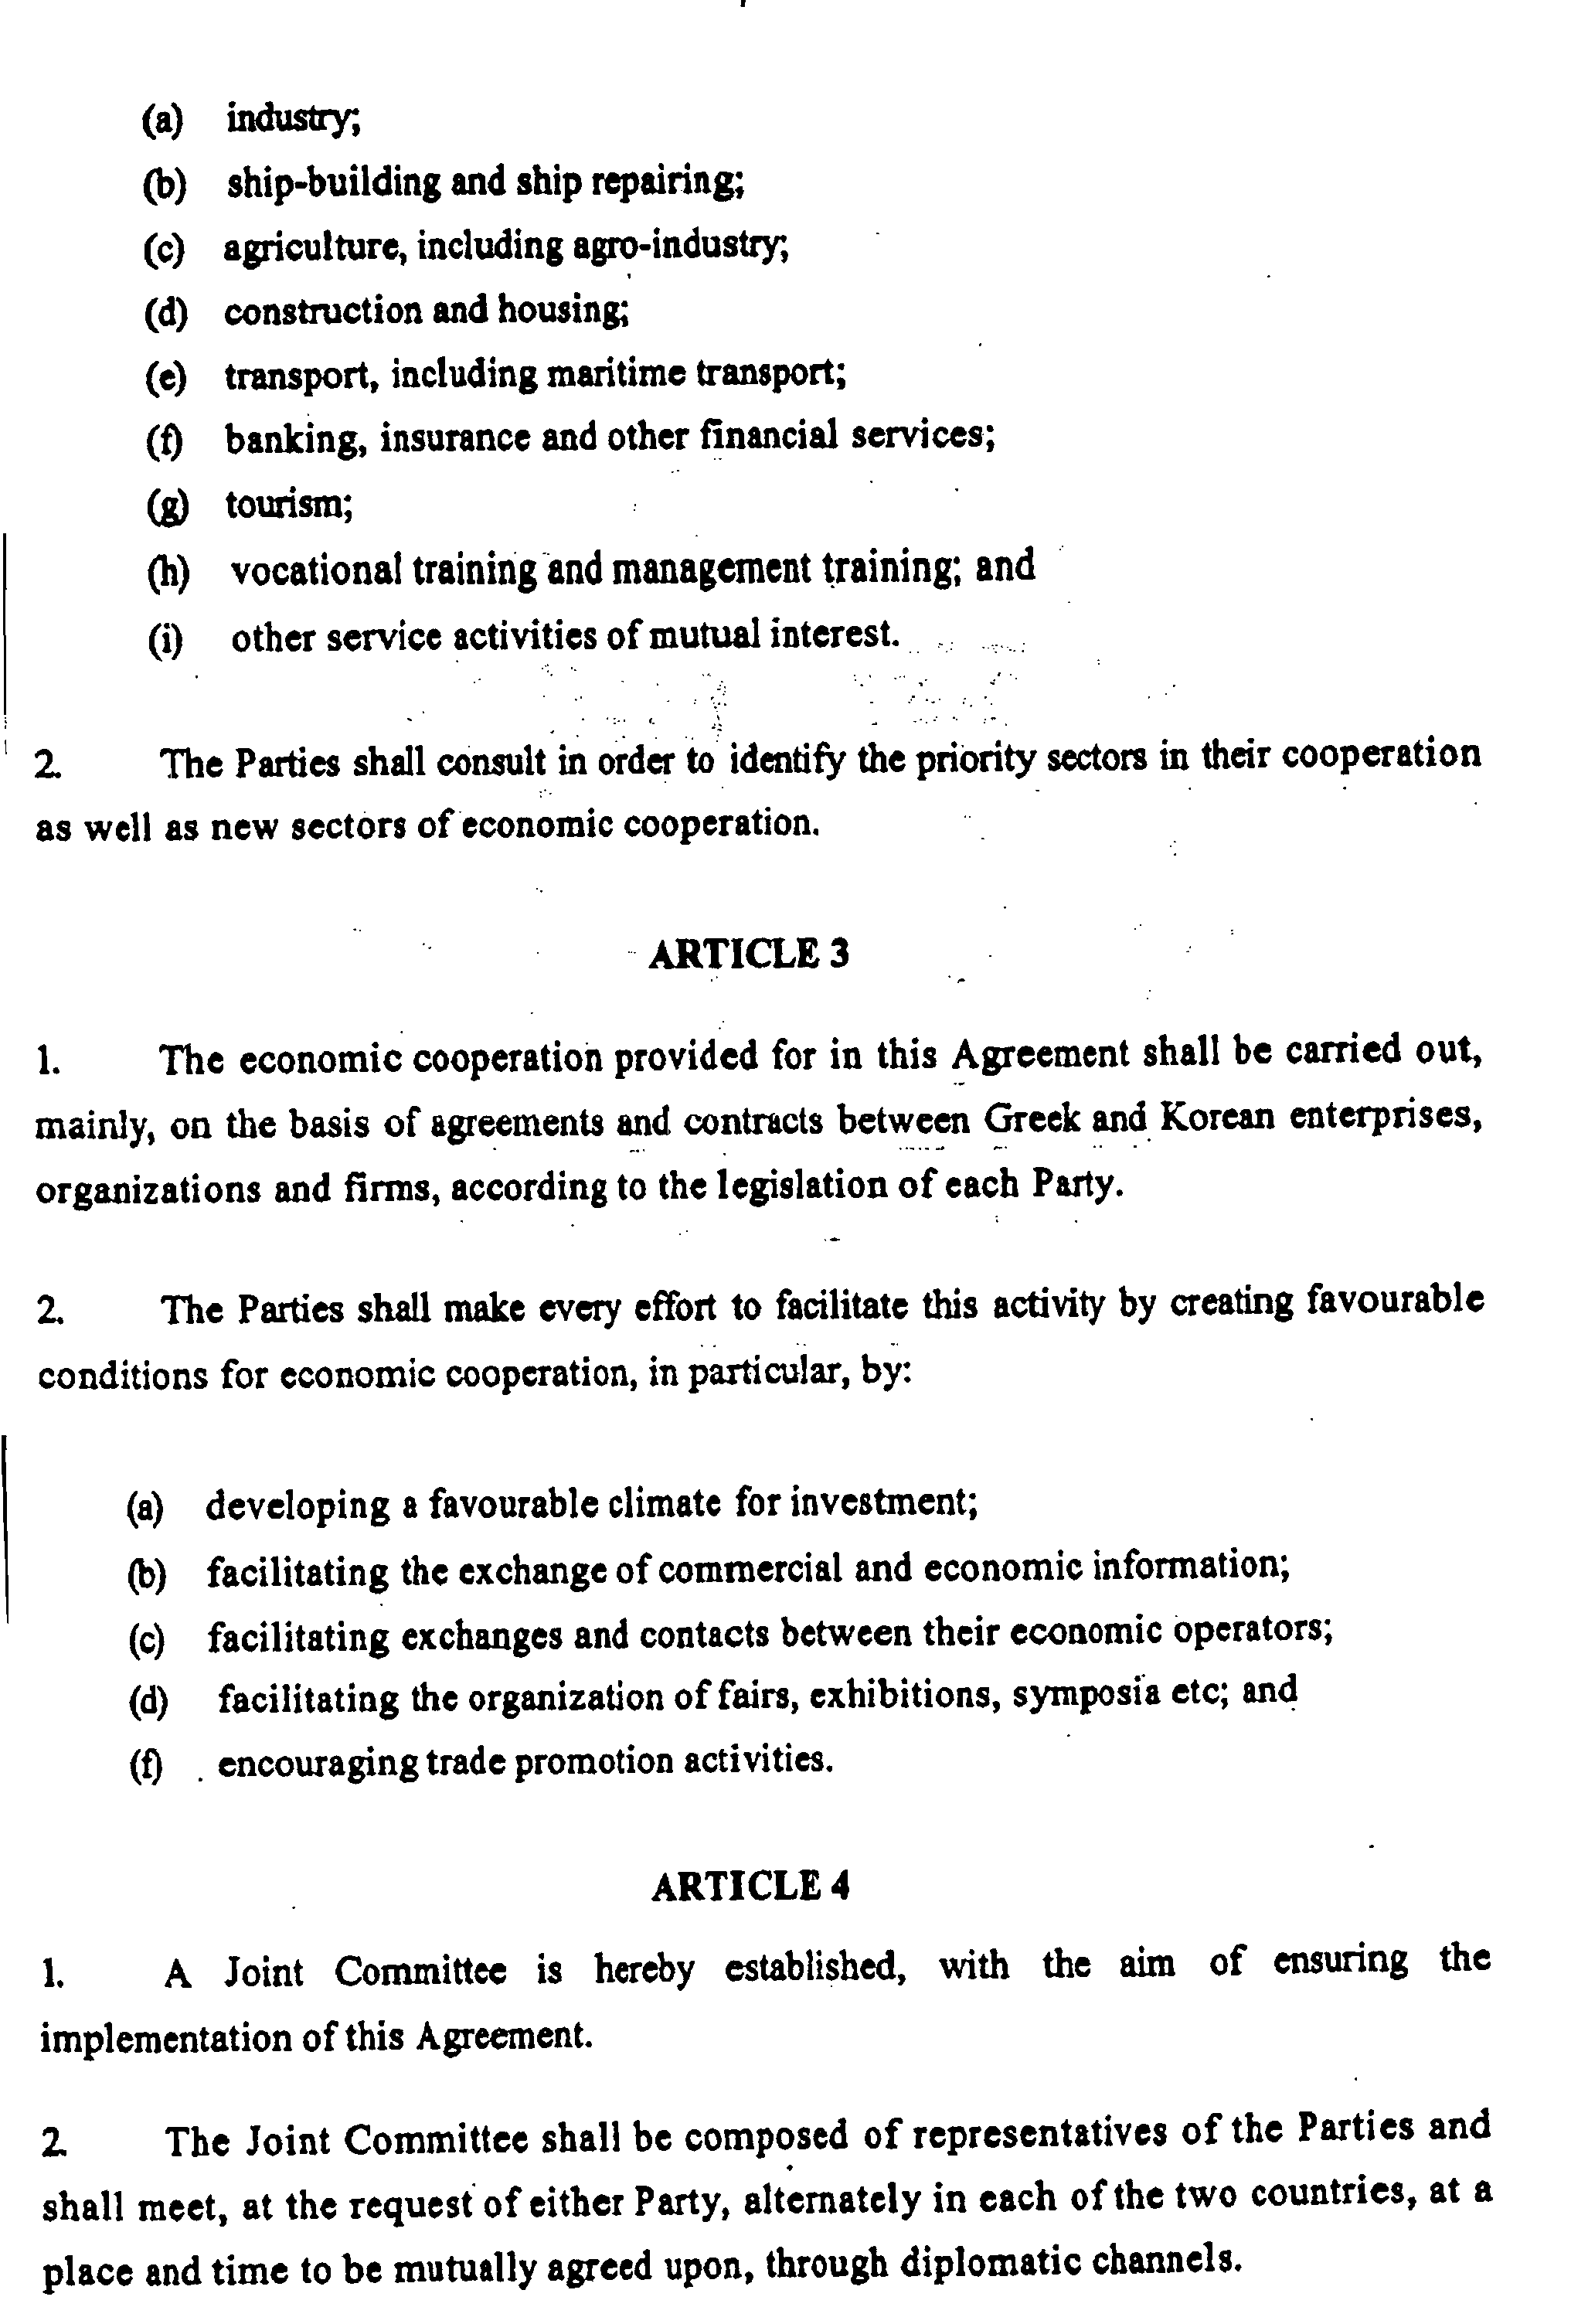 (a) industry;
(b) ship-building and ship repairing;
(c) agriculture, including agro-industry;
(d) construction and housing;
(e) transport, including maritime transport;
(f) banking, insurance and other financial services;
(g) tourism;
(h) vocational training and management training; and
(i) other service activities of mutual interest.
2. The Parties shall consult in order to identify the priority sectors in their cooperation
as well as new sectors of economic cooperation.
ARTICLE 3
1. The economic cooperation provided for in this Agreement shall be carried out,
mainly, on the basis of agreements and contracts between Greek and Korean enterprises,
organizations and firms, according to the legislation of each Party.
2. The Parties shall make every effort to facilitate this activity by creating favourable
conditions for economic cooperation, in particular, by:
(a) developing a favourable climate for investment;
(b) facilitating the exchange of commercial and economic information;
(c) facilitating exchanges and contacts between their economic operators;
(d) facilitating the organization of fairs, exhibitions, symposia etc; and
(f) encouraging trade promotion activities.
ARTICLE 4
1. A Joint Committee is hereby established, with the aim of ensuring the
implementation of this Agreement.
2. The Joint Committee shall be composed of representatives of the Parties and
shall meet, at the request of either Party, alternately in each of the two countries, at a
place and time to be mutually agreed upon, through diplomatic channels.